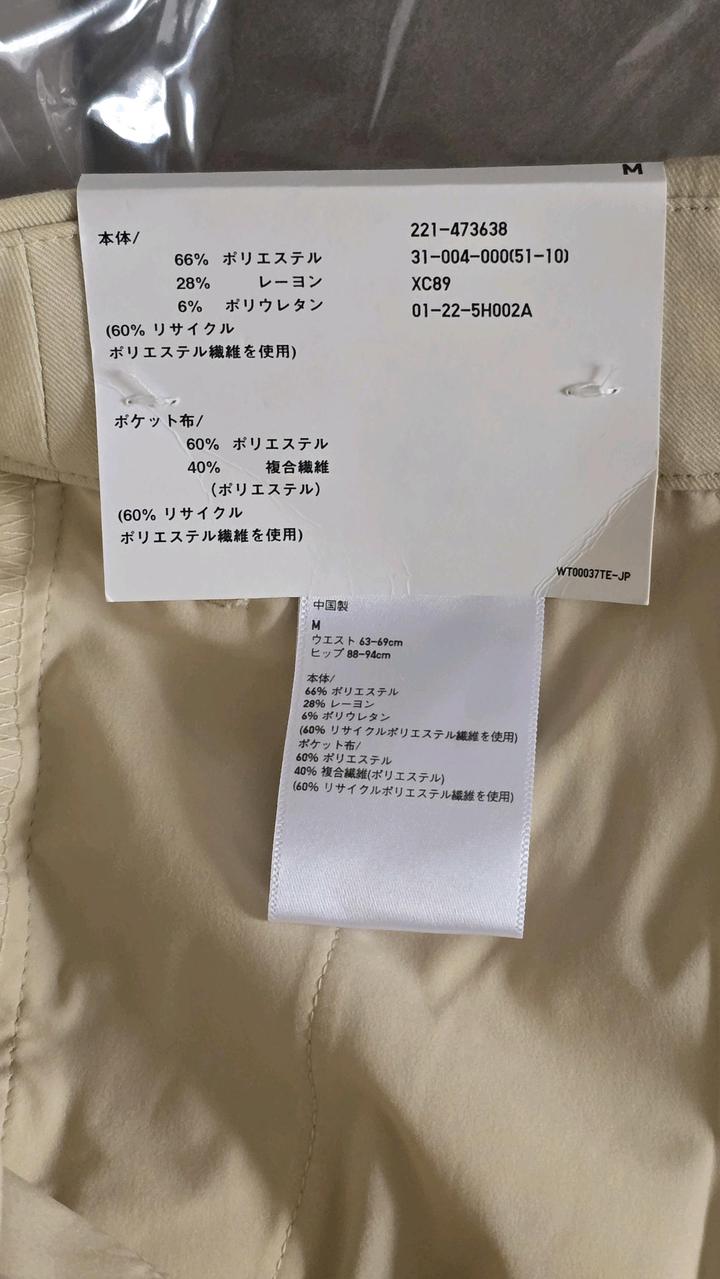 M
本体/
66% ポリエステル
28% レーヨン
6% ポリウレタン
(60% リサイクル
ポリエステル繊維を使用)
ポケット布/
60% ポリエステル
40% 複合繊維
(ポリエステル)
(60% リサイクル
ポリエステル繊維を使用)
221-473638
31-004-000(51-10)
XC89
01-22-5H002A
WT00037TE-JP
中国製
M
ウエスト 63-69cm
ヒップ 88-94cm
本体/
66% ポリエステル
28% レーヨン
6% ポリウレタン
(60% リサイクルポリエステル繊維を使用)
ポケット布/
60% ポリエステル
40% 複合繊維(ポリエステル)
(60% リサイクルポリエステル繊維を使用)